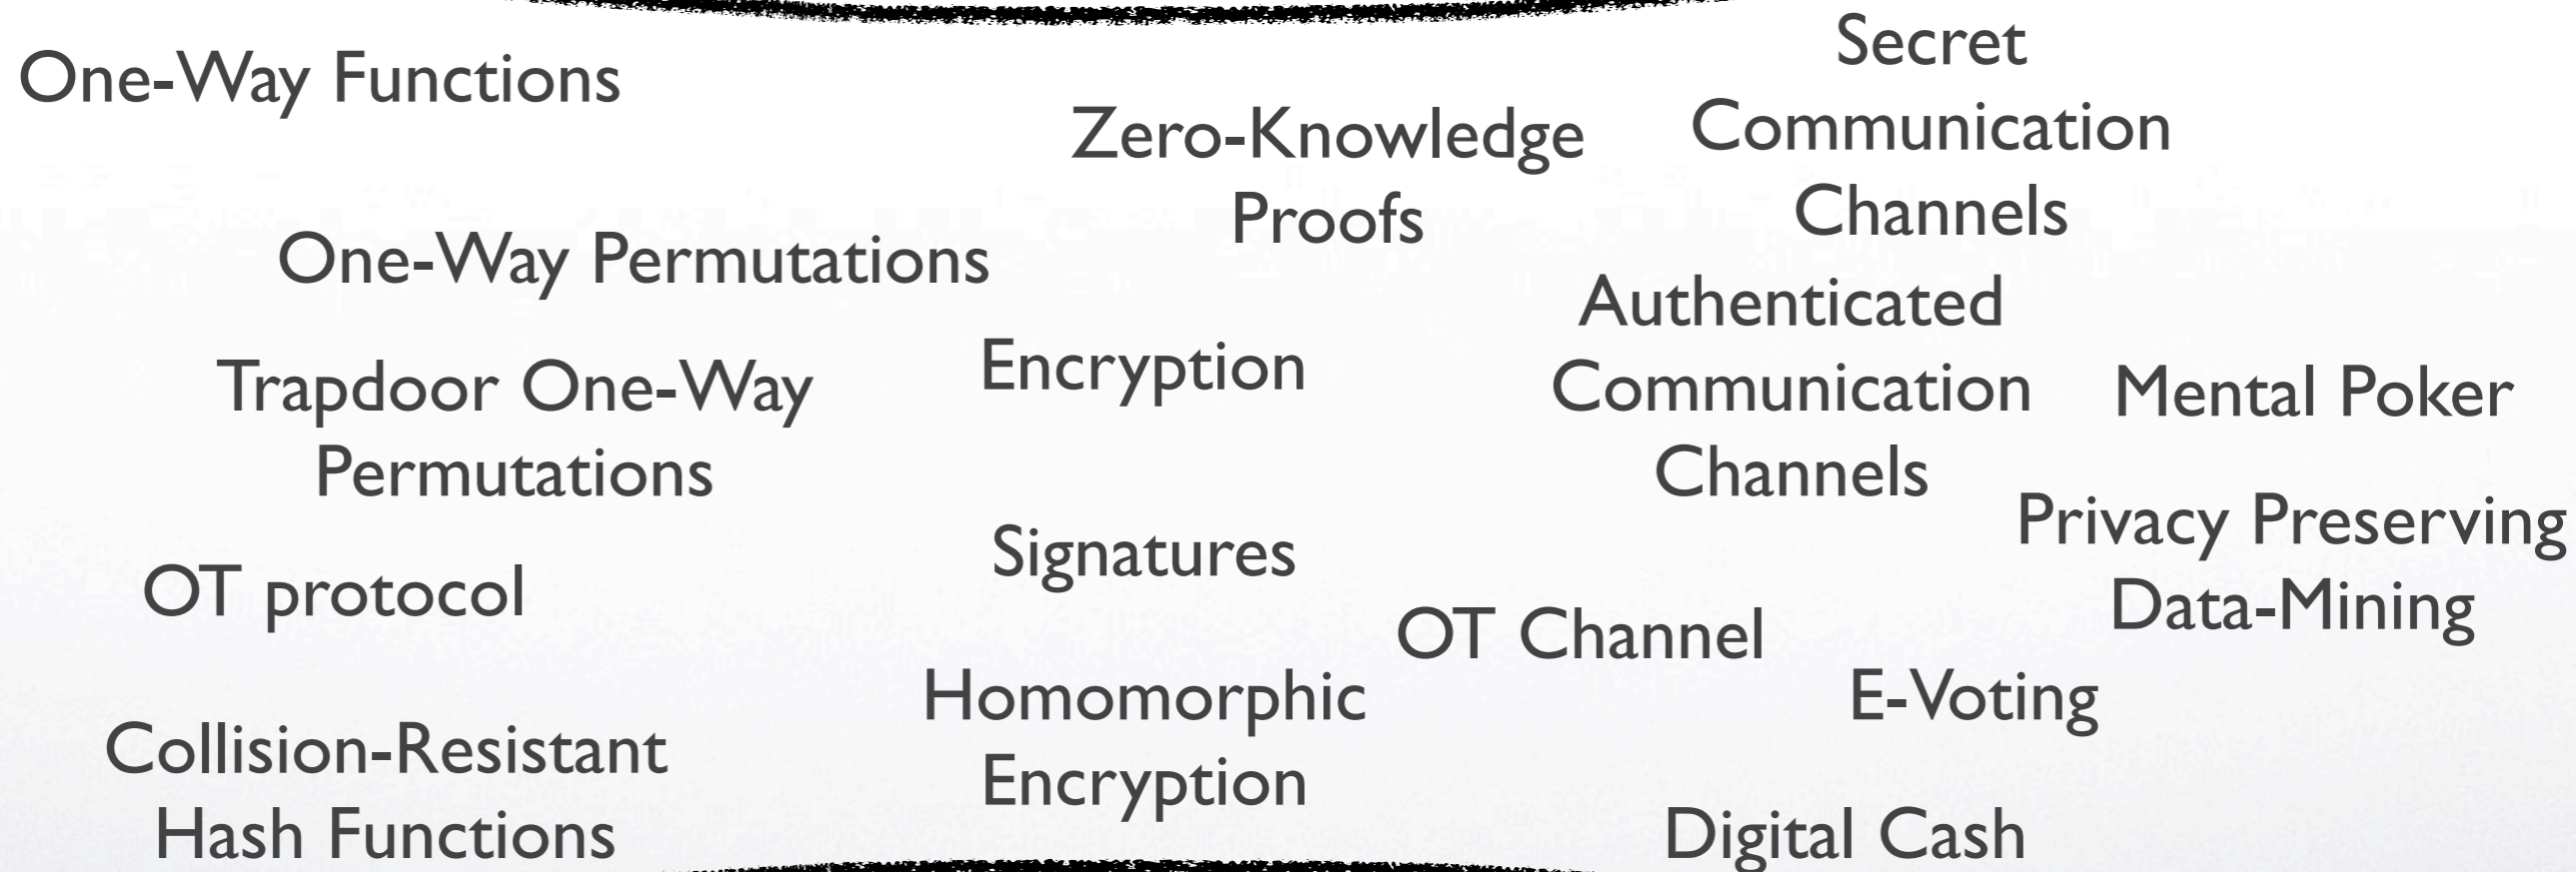 One-Way Functions
Zero-Knowledge
Proofs
Secret
Communication
Channels
One-Way Permutations
Authenticated
Communication
Channels
Encryption
Trapdoor One-Way
Permutations
Mental Poker
Privacy Preserving
Data-Mining
Signatures
OT protocol
OT Channel
Homomorphic
Encryption
E-Voting
Collision-Resistant
Hash Functions
Digital Cash